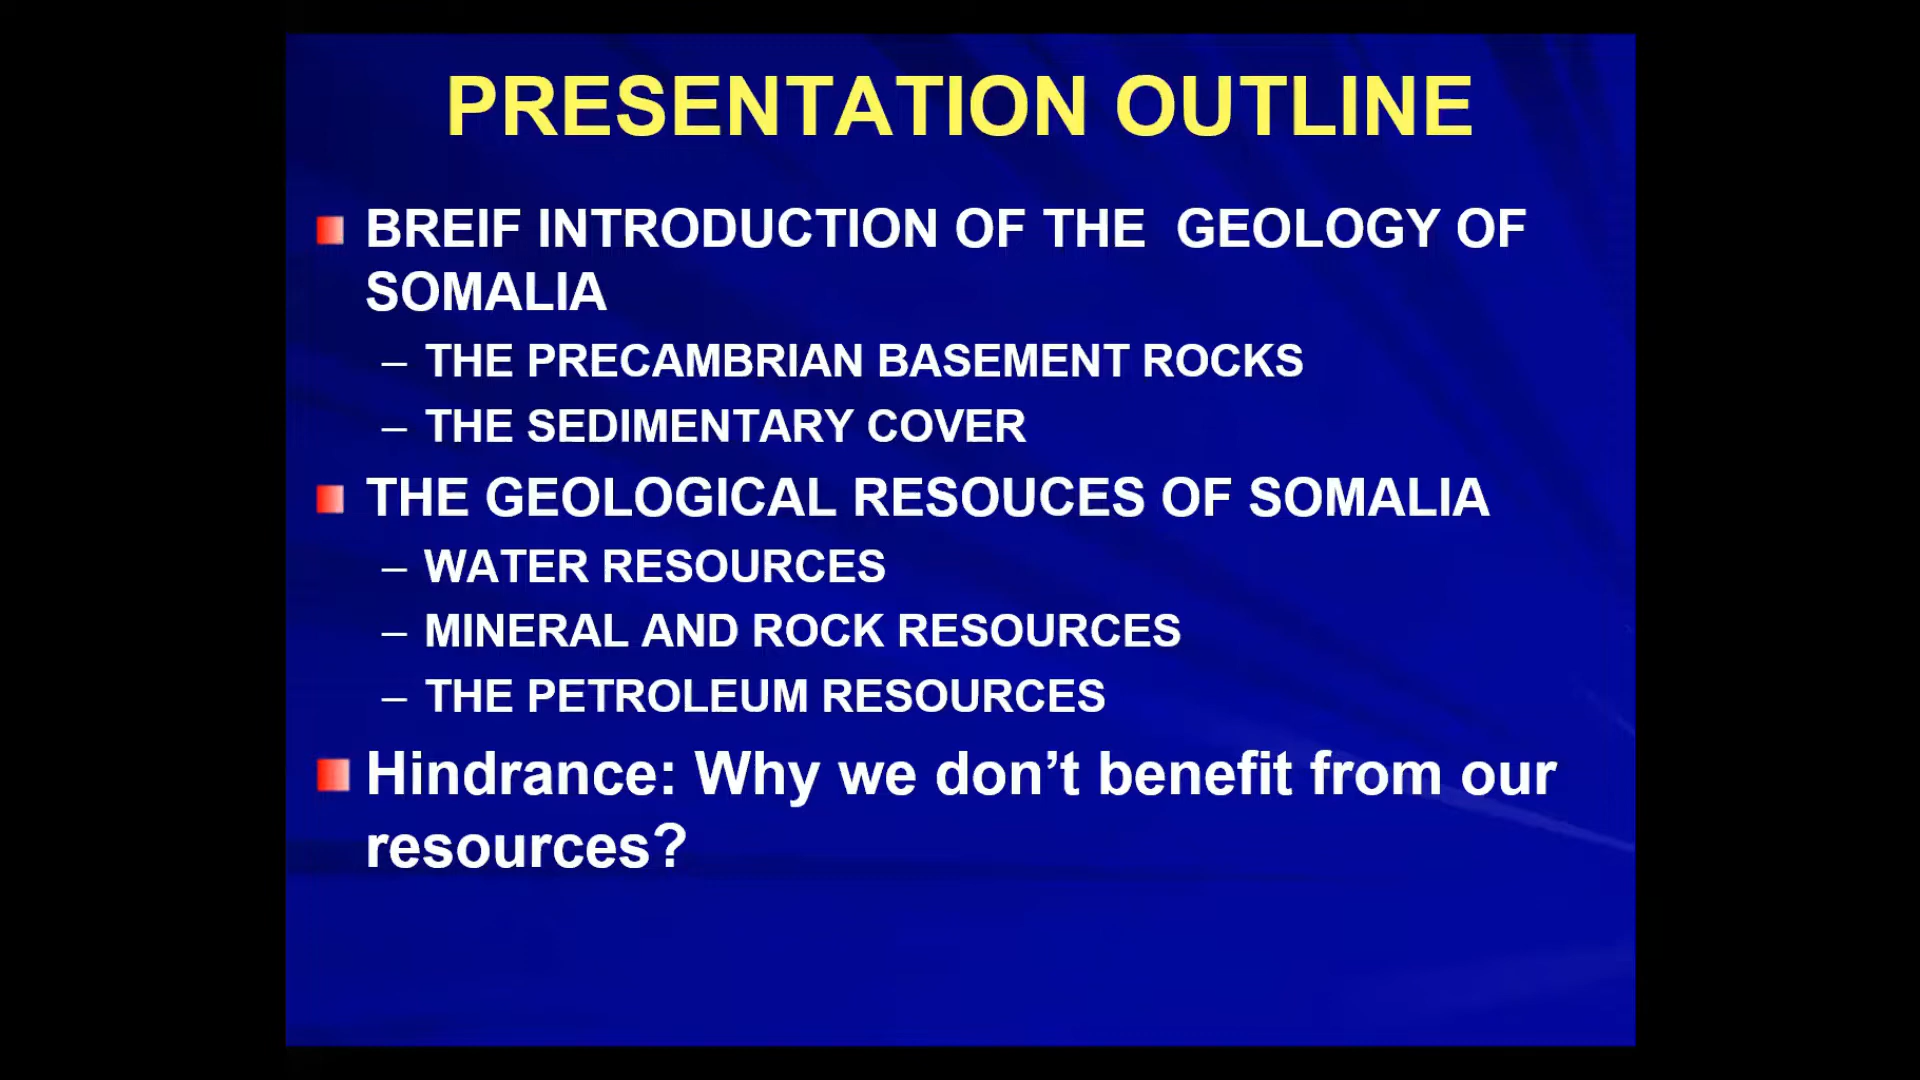 PRESENTATION OUTLINE
BREIF INTRODUCTION OF THE  GEOLOGY OF
SOMALIA
– THE PRECAMBRIAN BASEMENT ROCKS
– THE SEDIMENTARY COVER
THE GEOLOGICAL RESOUCES OF SOMALIA
– WATER RESOURCES
– MINERAL AND ROCK RESOURCES
– THE PETROLEUM RESOURCES
Hindrance: Why we don’t benefit from our
resources?